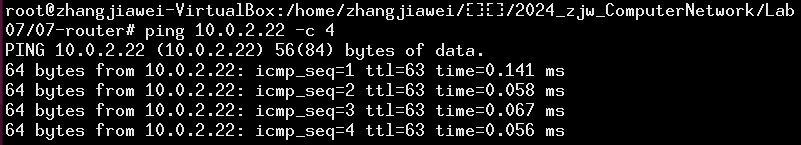 root@zhangjiawei-VirtualBox:/home/zhangjiawei/[][]/2024_zjw_ComputerNetwork/Lab
07/07-router# ping 10.0.2.22 -c 4
PING 10.0.2.22 (10.0.2.22) 56(84) bytes of data.
64 bytes from 10.0.2.22: icmp_seq=1 ttl=63 time=0.141 ms
64 bytes from 10.0.2.22: icmp_seq=2 ttl=63 time=0.058 ms
64 bytes from 10.0.2.22: icmp_seq=3 ttl=63 time=0.067 ms
64 bytes from 10.0.2.22: icmp_seq=4 ttl=63 time=0.056 ms